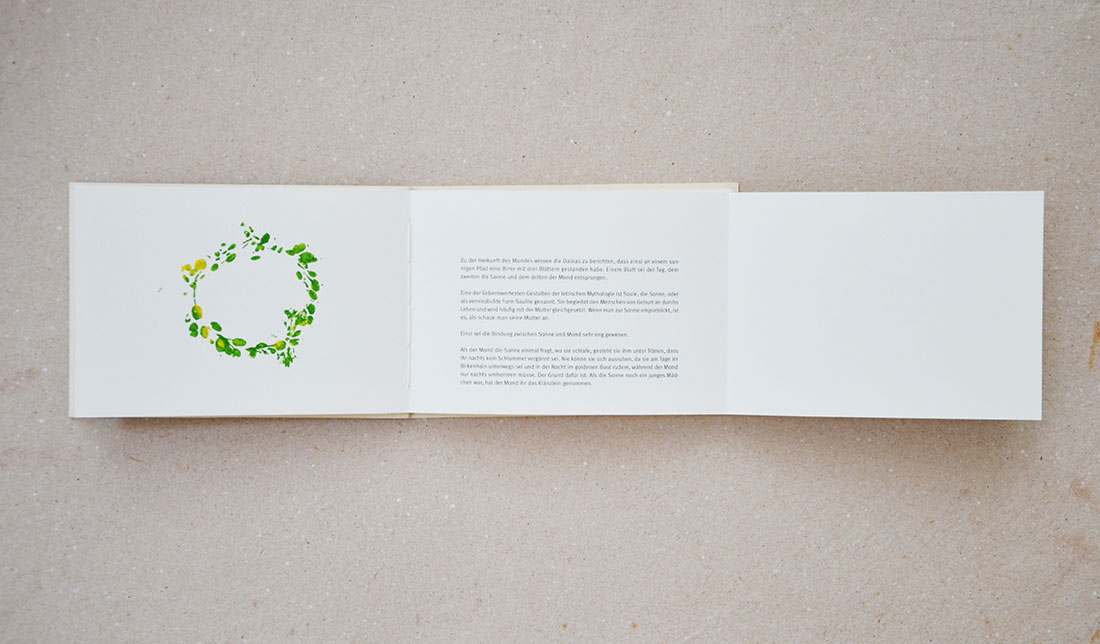 Zu der Herkunft des Mondes wissen die Dainas zu berichten, dass einst an einem son-
nigen Pfad eine Birke mit drei Blättern gestanden habe. Einem Blatt sei der Tag, dem
zweiten die Sonne und dem dritten der Mond entsprungen.
Eine der liebenswertesten Gestalten der lettischen Mythologie ist Saule, die Sonne, oder
als verniedlichte Form Saulīte genannt. Sie begleitet den Menschen von Geburt an durchs
Leben und wird häufig mit der Mutter gleichgesetzt. Wenn man zur Sonne emporblickt, ist
es, als schaue man seine Mutter an.
Einst sei die Bindung zwischen Sonne und Mond sehr eng gewesen.
Als der Mond die Sonne einmal fragt, wo sie schlafe, gesteht sie ihm unter Tränen, dass
ihr nachts kein Schlummer vergönnt sei. Nie könne sie sich ausruhen, da sie am Tage im
Birkenhain unterwegs sei und in der Nacht im goldenen Boot rudern, während der Mond
nur nachts umherirren müsse. Der Grund dafür ist: Als die Sonne noch ein junges Mäd-
chen war, hat der Mond ihr das Kränzlein genommen.